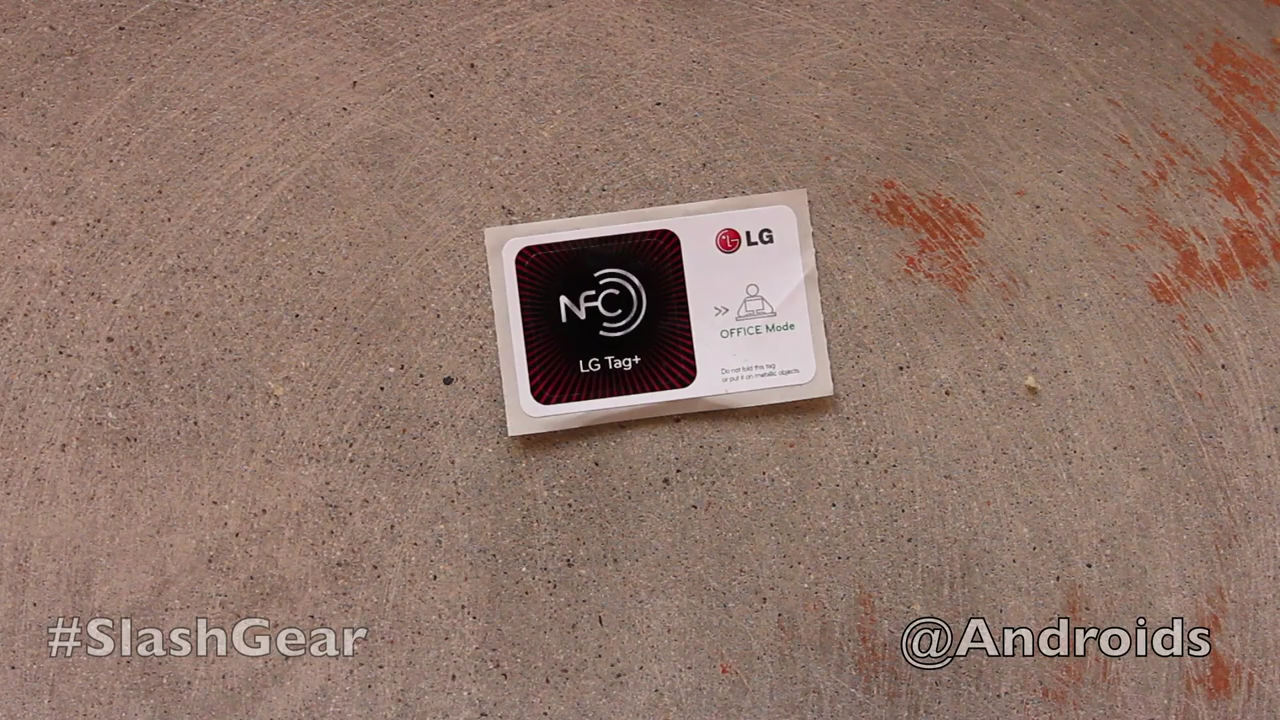 LG
NFC
OFFICE Mode
LG Tag+
Do not fold this tag
or put it on metallic objects.
#SlashGear
@Androids